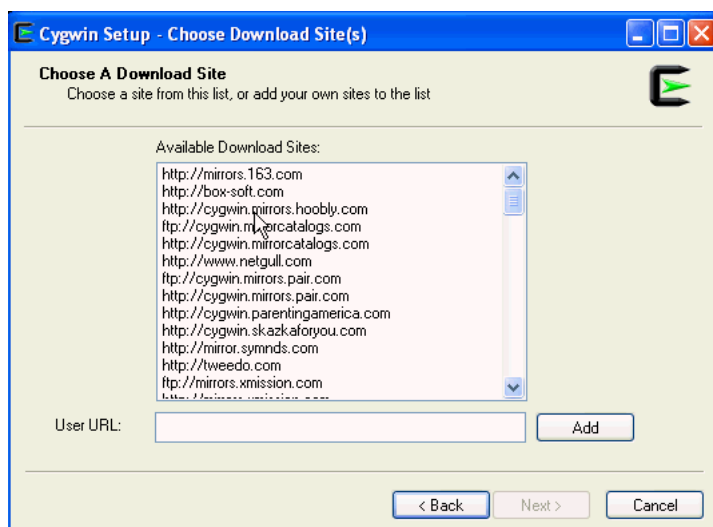 Cygwin Setup - Choose Download Site(s)
Choose A Download Site
Choose a site from this list, or add your own sites to the list
Available Download Sites:
http://mirrors.163.com
http://box-soft.com
http://cygwin.mirrors.hoobly.com
ftp://cygwin.mirrorcatalogs.com
http://cygwin.mirrorcatalogs.com
http://www.netgull.com
ftp://cygwin.mirrors.pair.com
http://cygwin.mirrors.pair.com
http://cygwin.parentingamerica.com
http://cygwin.skazkaforyou.com
http://mirror.symnds.com
http://tweedo.com
ftp://mirrors.xmission.com
User URL:
Add
< Back
Next >
Cancel